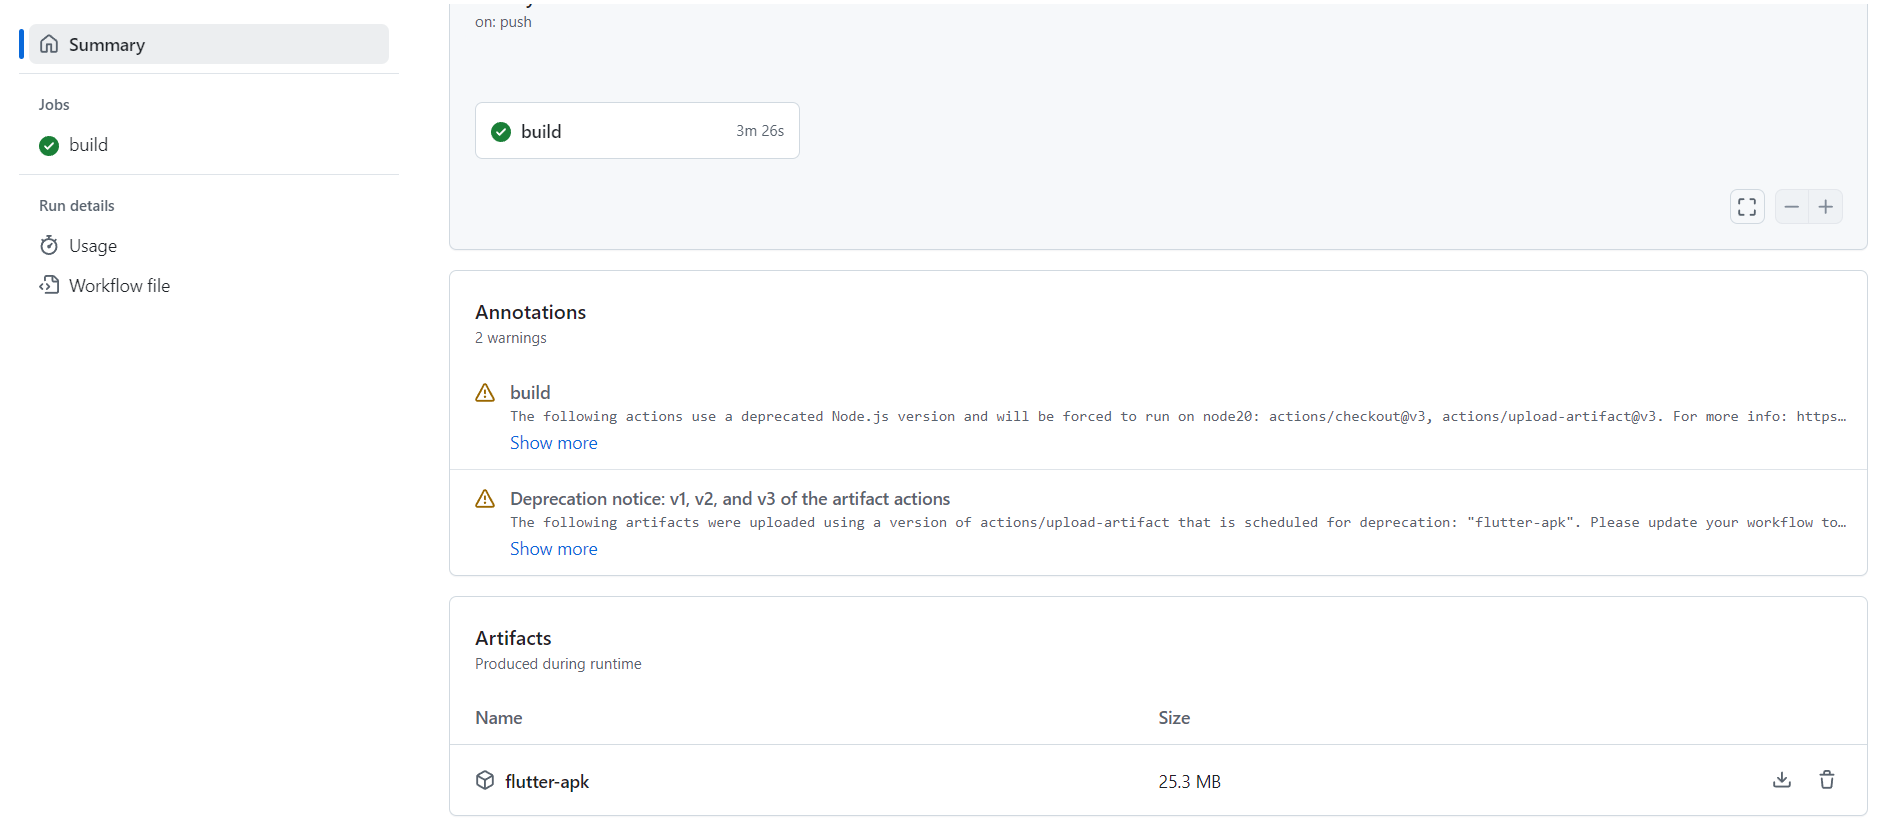 Summary
Jobs
build
Run details
Usage
Workflow file
on: push
build 3m 26s
Annotations
2 warnings
build
The following actions use a deprecated Node.js version and will be forced to run on node20: actions/checkout@v3, actions/upload-artifact@v3. For more info: https…
Show more
Deprecation notice: v1, v2, and v3 of the artifact actions
The following artifacts were uploaded using a version of actions/upload-artifact that is scheduled for deprecation: "flutter-apk". Please update your workflow to…
Show more
Artifacts
Produced during runtime
Name Size
flutter-apk 25.3 MB